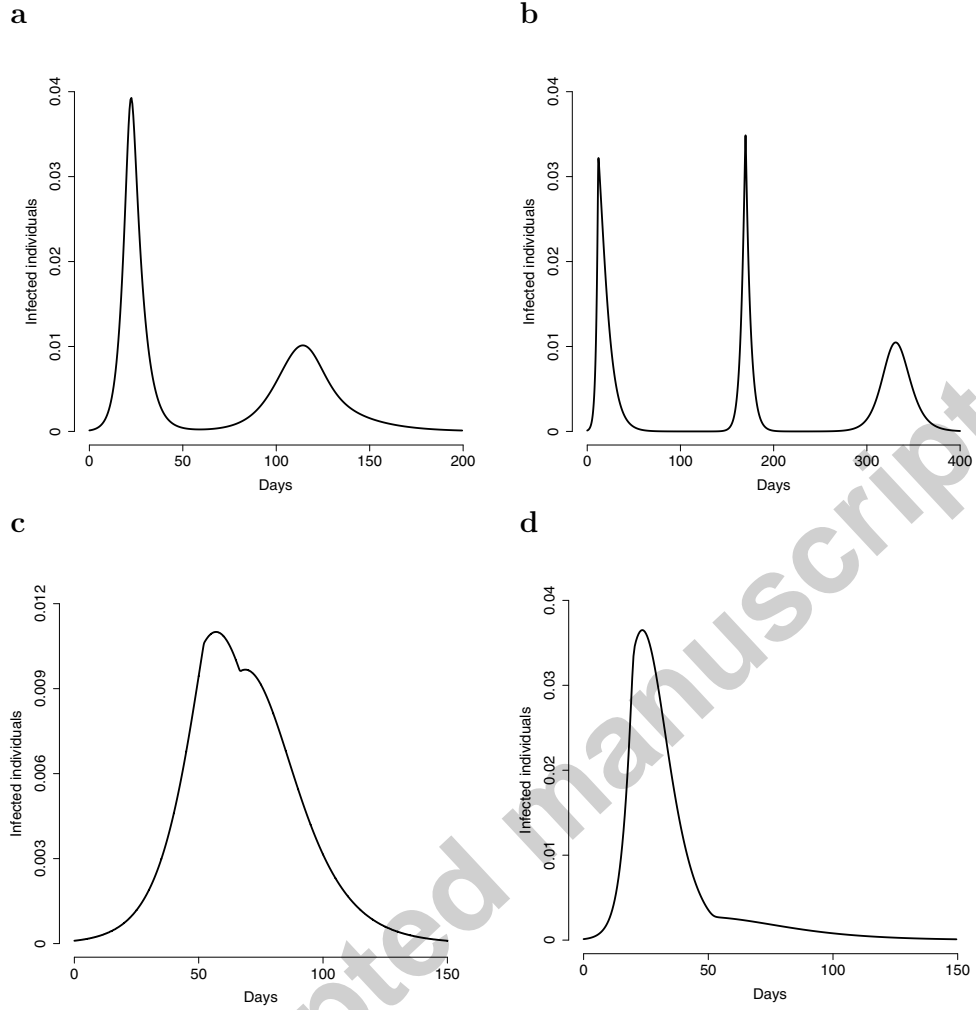 a
0.04
0.03
0.02
0.01
0
Infected individuals
0 50 100 150 200
Days
b
0.04
0.03
0.02
0.01
0
Infected individuals
0 100 200 300 400
Days
c
0.012
0.009
0.006
0.003
0
Infected individuals
0 50 100 150
Days
d
0.04
0.03
0.02
0.01
0
Infected individuals
0 50 100 150
Days
pted manuscript